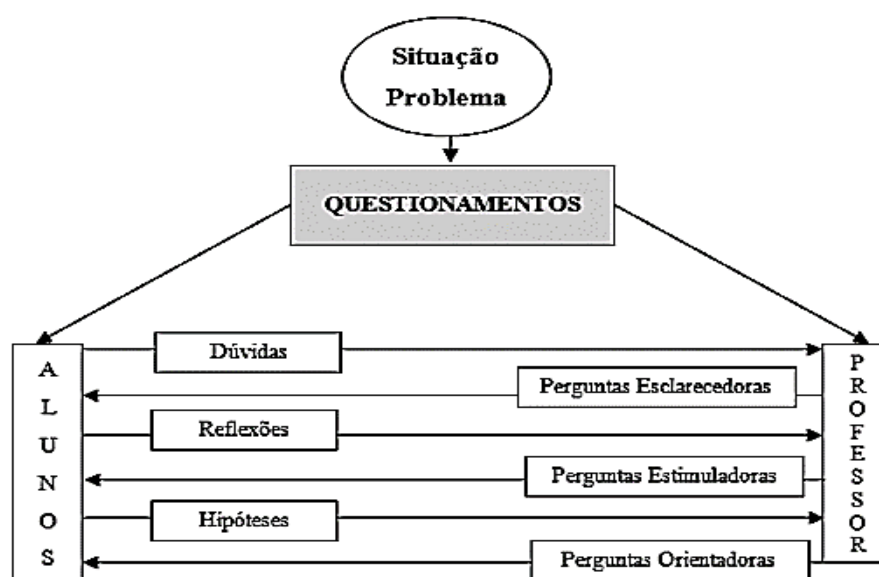 Situação
Problema
QUESTIONAMENTOS
ALUNOS
PROFESSOR
Dúvidas
Perguntas Esclarecedoras
Reflexões
Perguntas Estimuladoras
Hipóteses
Perguntas Orientadoras